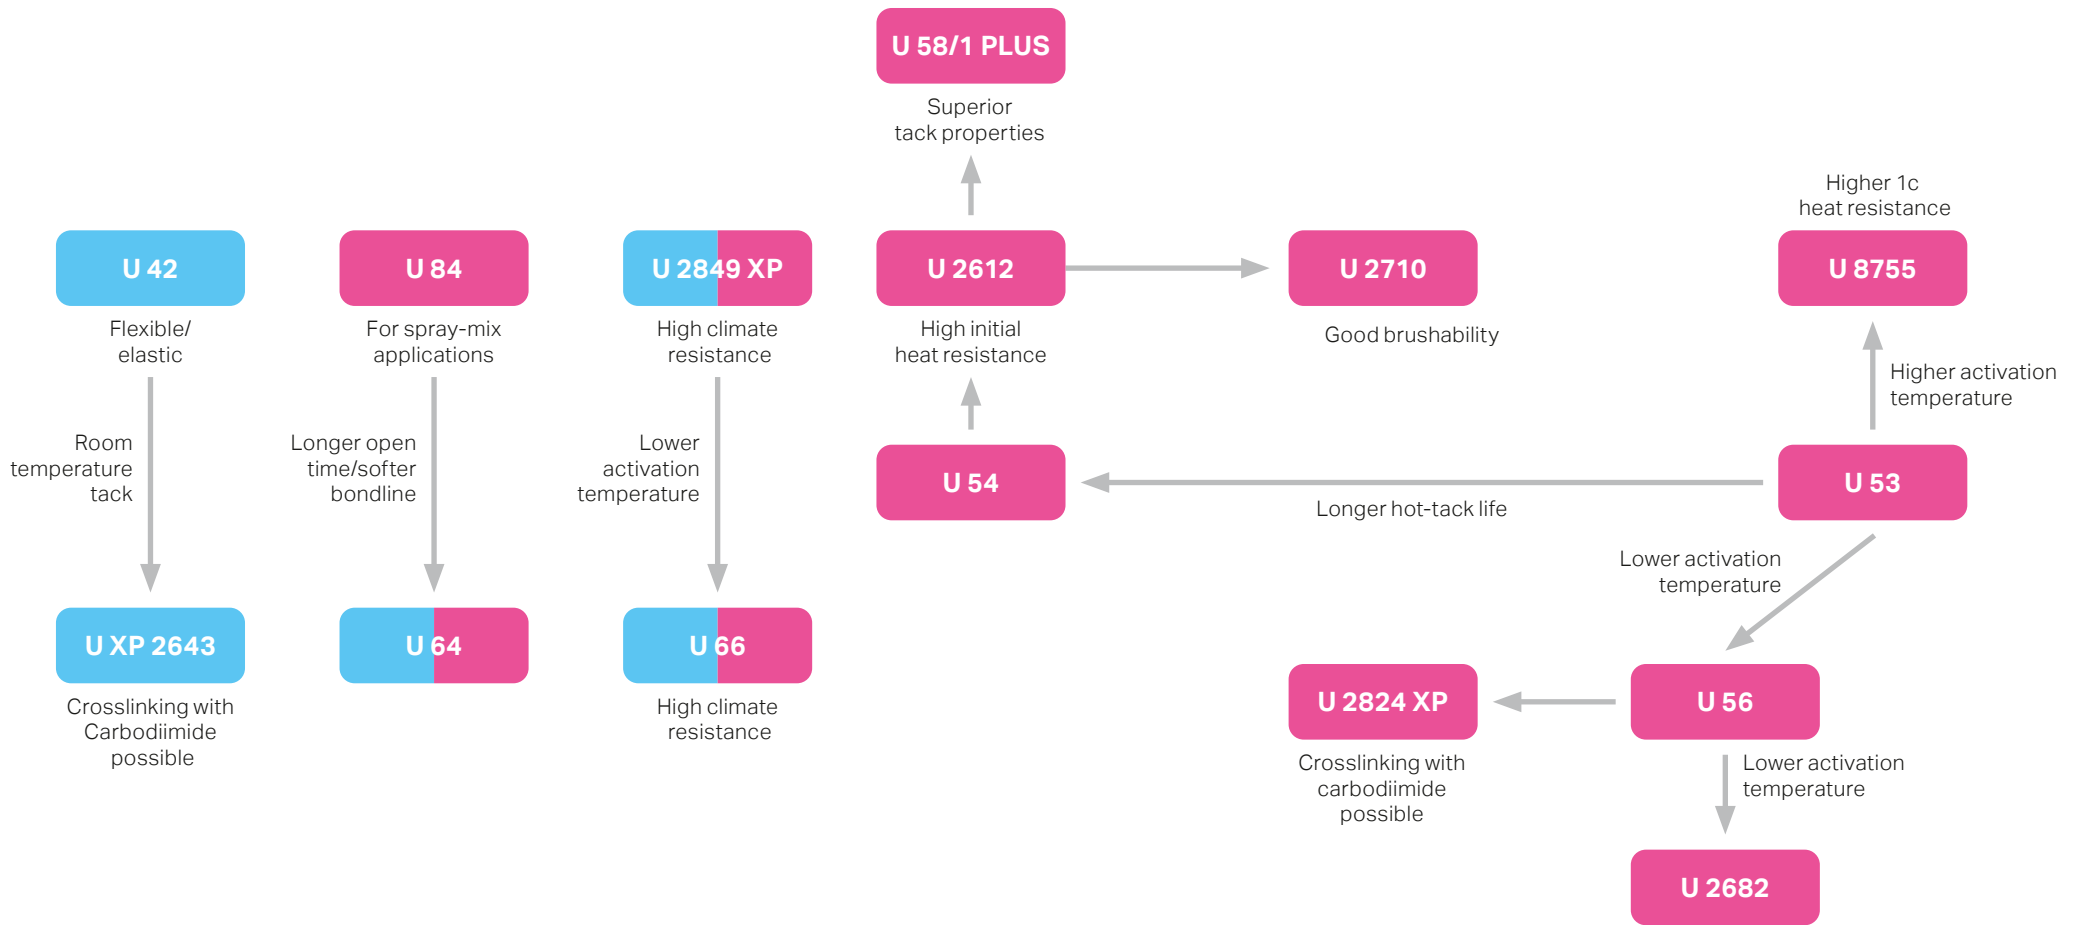 U 58/1 PLUS
Superior
tack properties
Higher 1c
heat resistance
U 42
U 84
U 2849 XP
U 2612
U 2710
U 8755
Flexible/
elastic
For spray-mix
applications
High climate
resistance
High initial
heat resistance
Good brushability
Higher activation
temperature
Room
temperature
tack
Longer open
time/softer
bondline
Lower
activation
temperature
U 54
Longer hot-tack life
U 53
Lower activation
temperature
U XP 2643
U 64
U 66
Crosslinking with
Carbodiimide
possible
High climate
resistance
U 2824 XP
U 56
Crosslinking with
carbodiimide
possible
Lower activation
temperature
U 2682